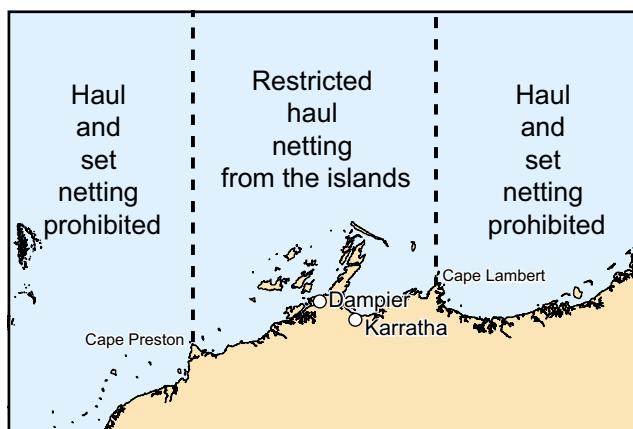 Haul
and
set
netting
prohibited
Restricted
haul
netting
from the islands
Haul
and
set
netting
prohibited
Cape Lambert
Dampier
Karratha
Cape Preston